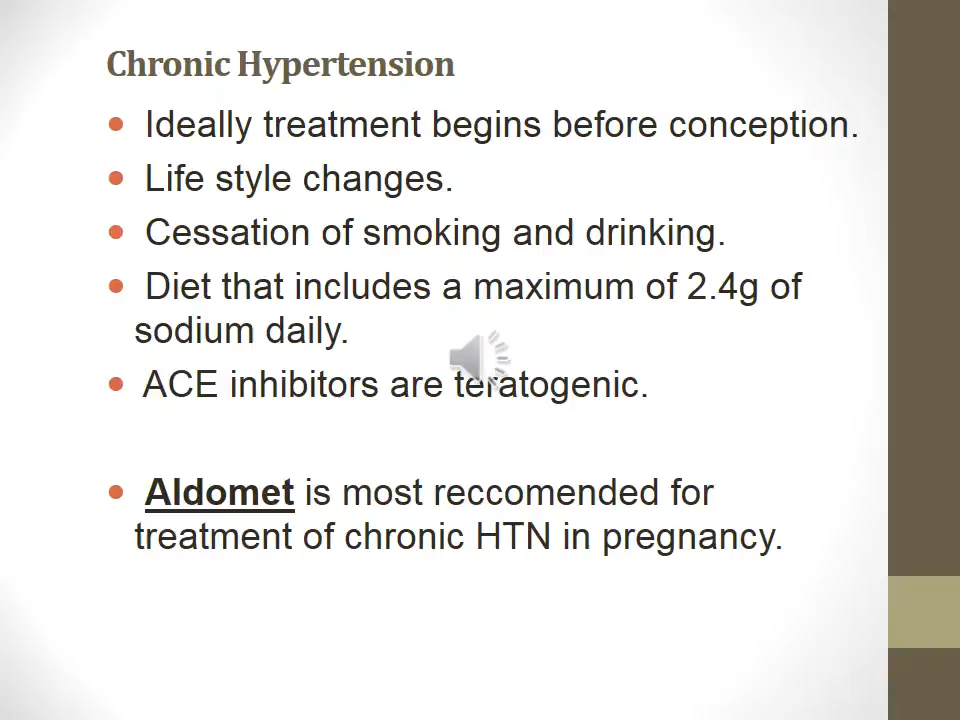 Chronic Hypertension
• Ideally treatment begins before conception.
• Life style changes.
• Cessation of smoking and drinking.
• Diet that includes a maximum of 2.4g of
sodium daily.
• ACE inhibitors are teratogenic.
• Aldomet is most reccomended for
treatment of chronic HTN in pregnancy.